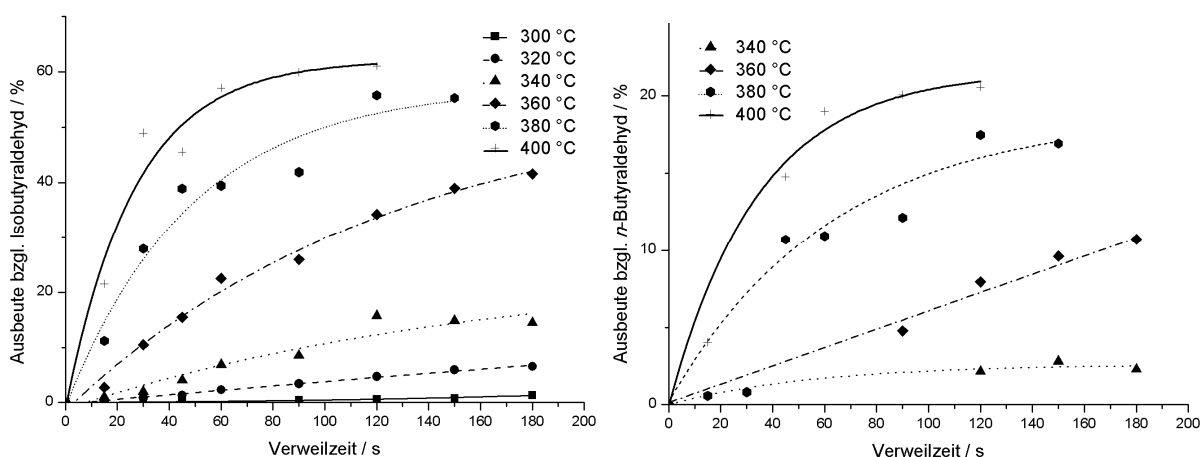 Ausbeute bzgl. Isobutyraldehyd / %
60
40
20
0
0 20 40 60 80 100 120 140 160 180 200
Verweilzeit / s
300 °C
320 °C
340 °C
360 °C
380 °C
400 °C
Ausbeute bzgl. n-Butyraldehyd / %
20
10
0
0 20 40 60 80 100 120 140 160 180 200
Verweilzeit / s
340 °C
360 °C
380 °C
400 °C